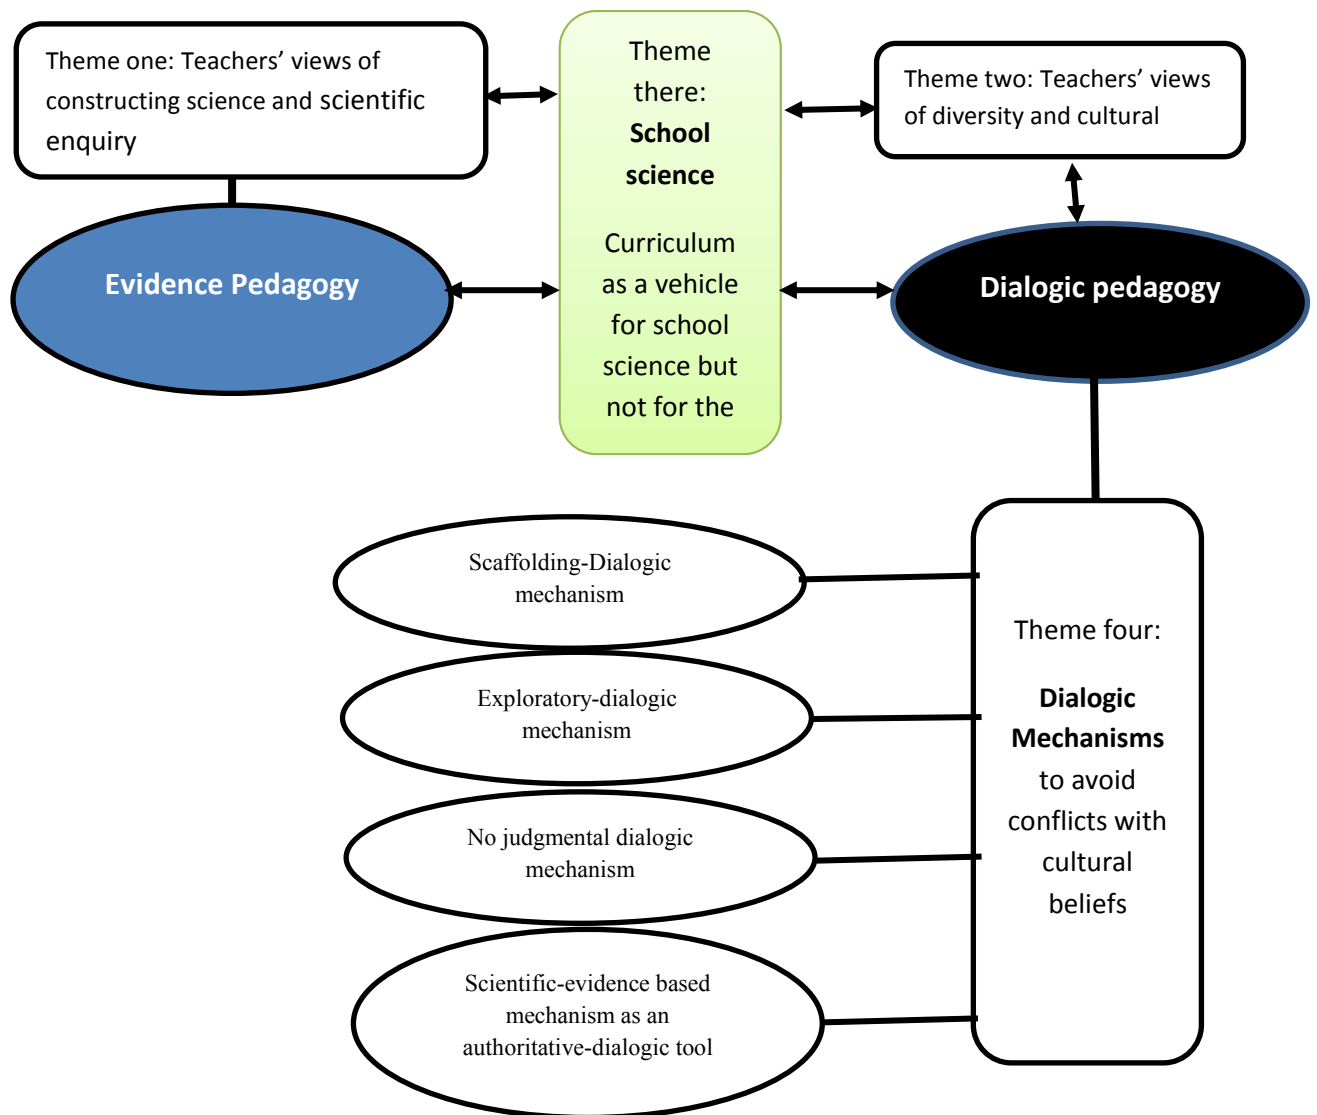 Theme one: Teachers’ views of
constructing science and scientific
enquiry
Theme
there:
School
science
Curriculum
as a vehicle
for school
science but
not for the
Theme two: Teachers’ views
of diversity and cultural
Evidence Pedagogy
Dialogic pedagogy
Scaffolding-Dialogic
mechanism
Exploratory-dialogic
mechanism
No judgmental dialogic
mechanism
Scientific-evidence based
mechanism as an
authoritative-dialogic tool
Theme four:
Dialogic
Mechanisms
to avoid
conflicts with
cultural
beliefs